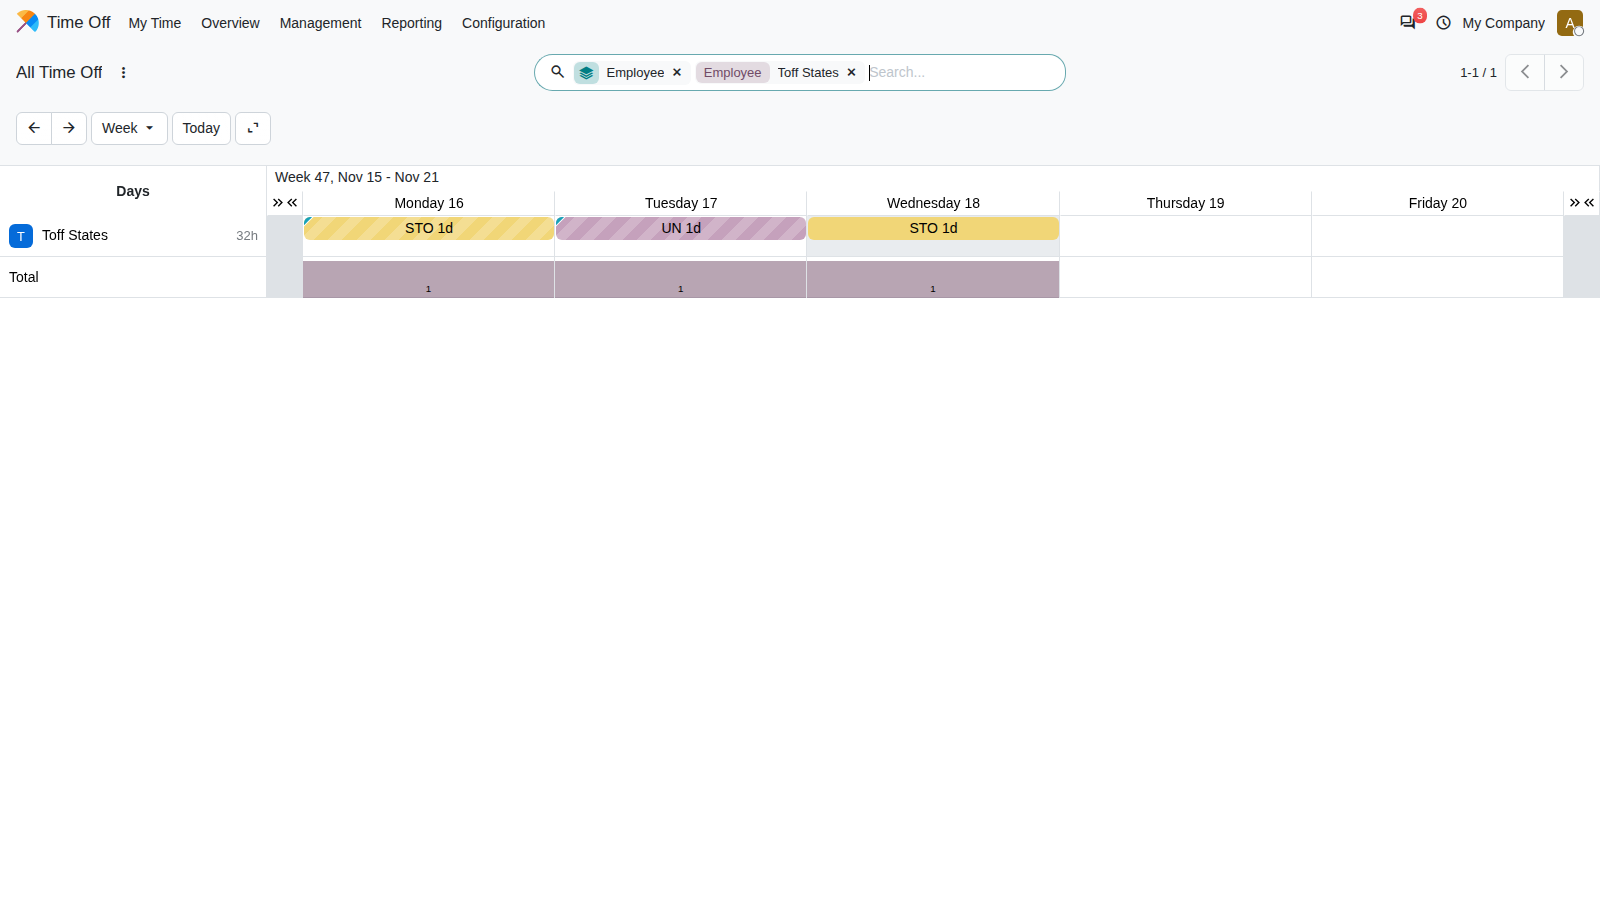 Time Off My Time Overview Management Reporting Configuration 3 My Company A
All Time Off Employee × Employee Toff States × Search... 1-1 / 1
Week Today
Week 47, Nov 15 - Nov 21
Days
Monday 16 Tuesday 17 Wednesday 18 Thursday 19 Friday 20
T Toff States 32h STO 1d UN 1d STO 1d
Total 1 1 1